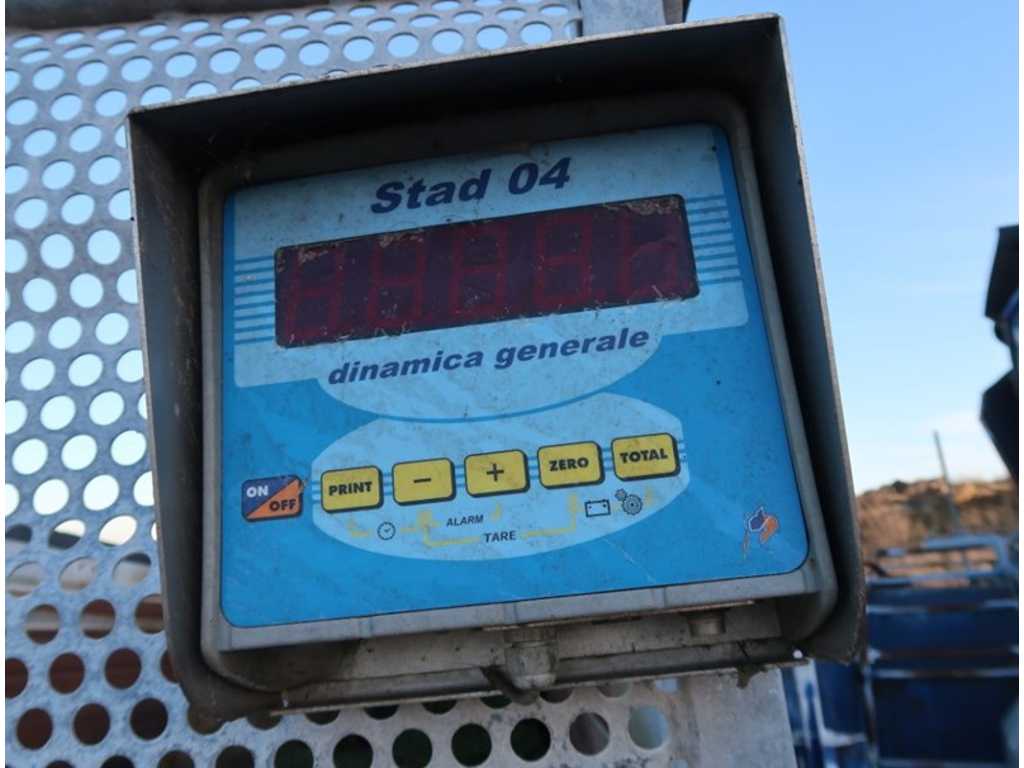 Stad 04
dinamica generale
ON OFF PRINT − + ZERO TOTAL
ALARM
TARE